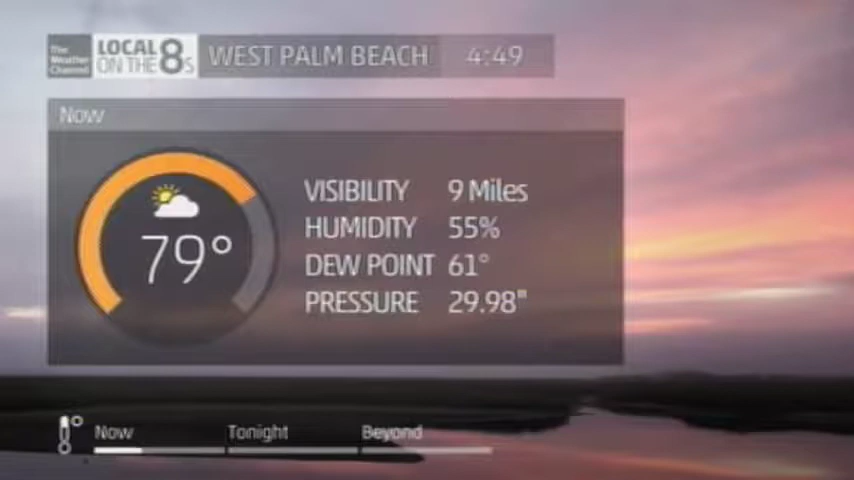 The Weather Channel LOCAL ON THE 8s WEST PALM BEACH 4:49
Now
79°
VISIBILITY 9 Miles
HUMIDITY 55%
DEW POINT 61°
PRESSURE 29.98"
Now Tonight Beyond